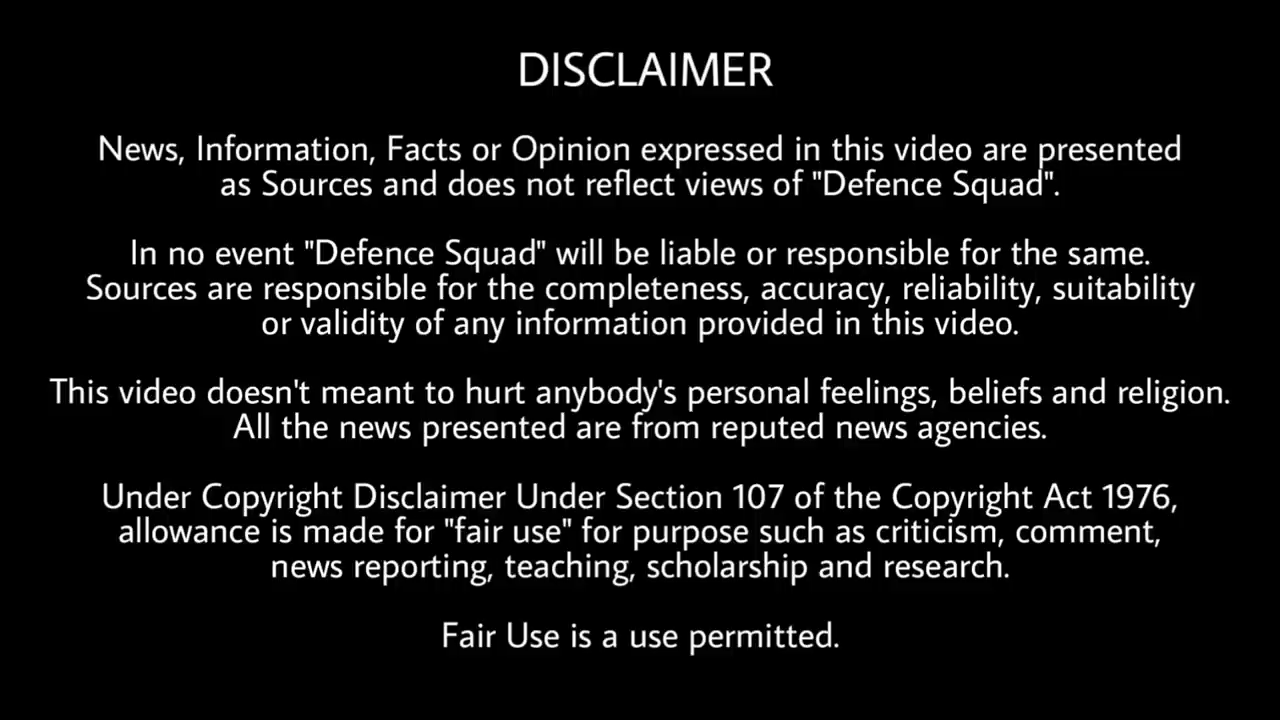 DISCLAIMER
News, Information, Facts or Opinion expressed in this video are presented
as Sources and does not reflect views of "Defence Squad".
In no event "Defence Squad" will be liable or responsible for the same.
Sources are responsible for the completeness, accuracy, reliability, suitability
or validity of any information provided in this video.
This video doesn't meant to hurt anybody's personal feelings, beliefs and religion.
All the news presented are from reputed news agencies.
Under Copyright Disclaimer Under Section 107 of the Copyright Act 1976,
allowance is made for "fair use" for purpose such as criticism, comment,
news reporting, teaching, scholarship and research.
Fair Use is a use permitted.